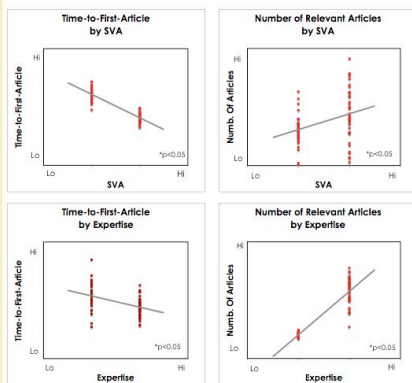 Time-to-First-Article
by SVA
Time-to-First-Article
Hi
Lo
*p<0.05
Lo
Hi
SVA
Number of Relevant Articles
by SVA
Numb. Of Articles
Hi
Lo
*p<0.05
Lo
Hi
SVA
Time-to-First-Article
by Expertise
Time-to-First-Article
Hi
Lo
*p<0.05
Lo
Hi
Expertise
Number of Relevant Articles
by Expertise
Numb. Of Articles
Hi
Lo
*p<0.05
Lo
Hi
Expertise